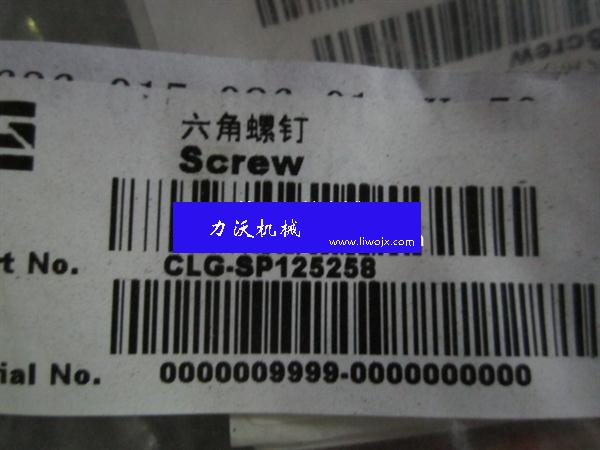 Screw
六角螺钉
Screw
力沃机械
www.liwojx.com
t No.
CLG-SP125258
ial No.
0000009999-0000000000